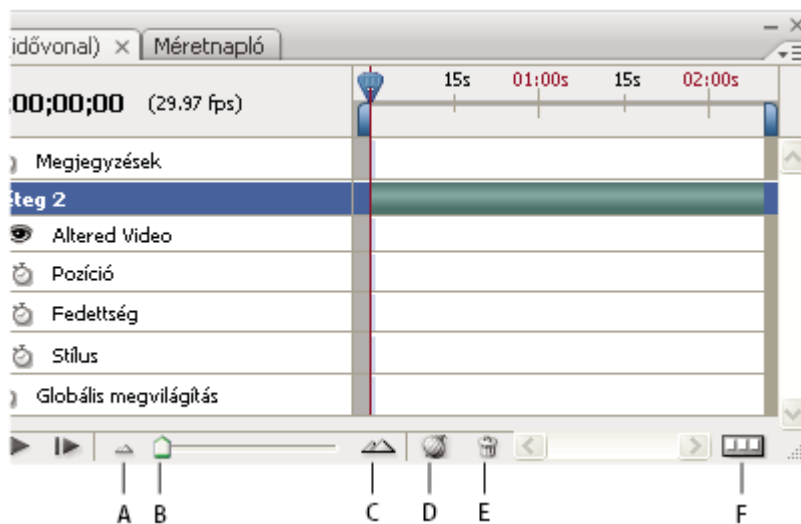 idővonal) × Méretnapló
;00;00;00 (29.97 fps)
15s 01:00s 15s 02:00s
Megjegyzések
éteg 2
Altered Video
Pozíció
Fedettség
Stílus
Globális megvilágítás
A B C D E F